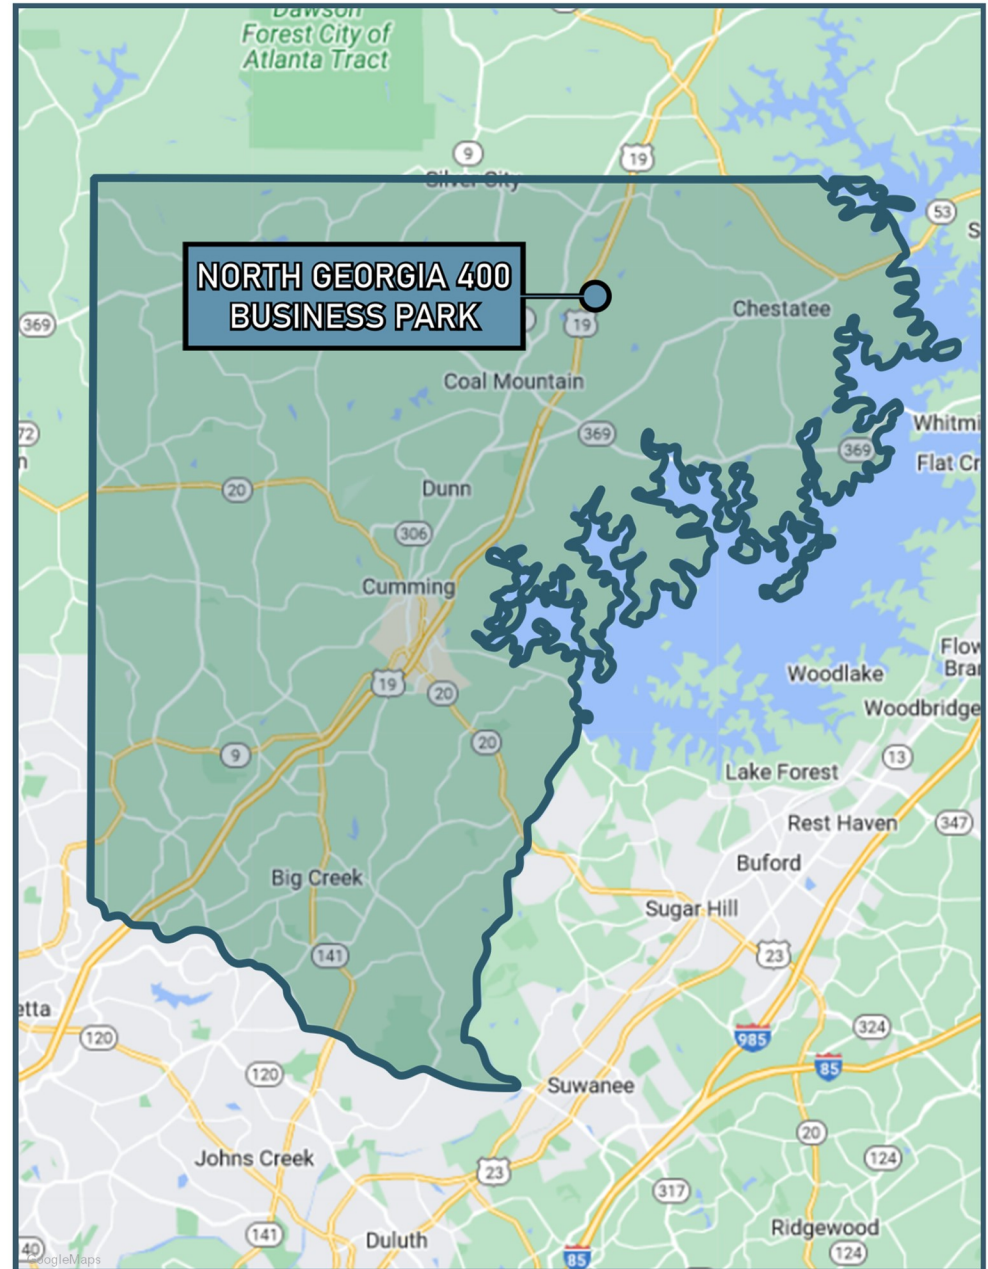 Dawson
Forest City of
Atlanta Tract
9
19
Silver City
53
S
NORTH GEORGIA 400
BUSINESS PARK
369
19
Chestatee
Coal Mountain
72
n
369
369
Whitmi
Flat Cr
20
Dunn
306
Cumming
Flow
Bran
Woodlake
19
20
Woodbridge
20
9
13
Lake Forest
Rest Haven
347
Buford
Big Creek
Sugar Hill
141
23
etta
120
985
324
85
120
Suwanee
20
124
Johns Creek
23
317
141
Duluth
Ridgewood
40
GoogleMaps
85
124